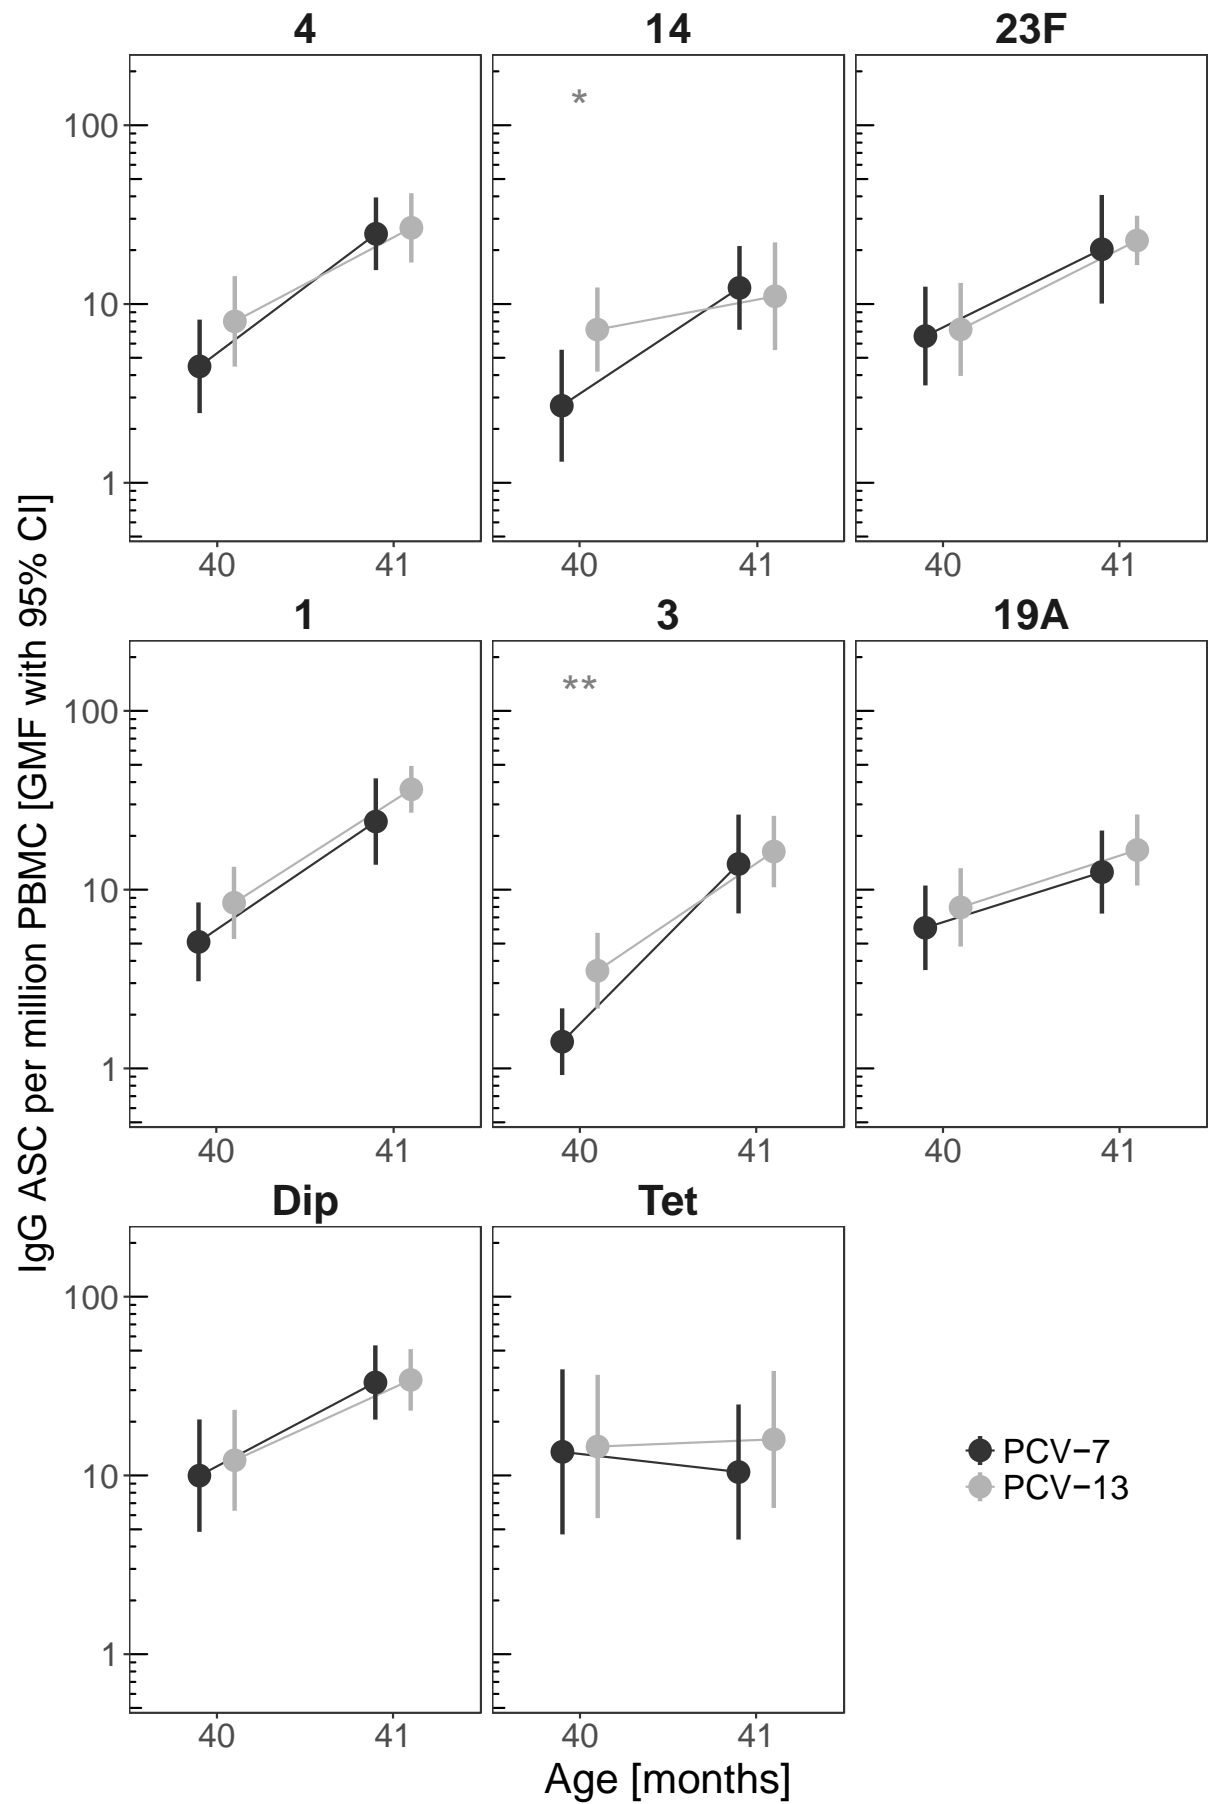 4 14 23F
*
100
10
1
40 41 40 41 40 41
IgG ASC per million PBMC [GMF with 95% CI]
1 3 19A
**
100
10
1
40 41 40 41 40 41
Dip Tet
100
10
1
PCV−7
PCV−13
40 41 40 41
Age [months]